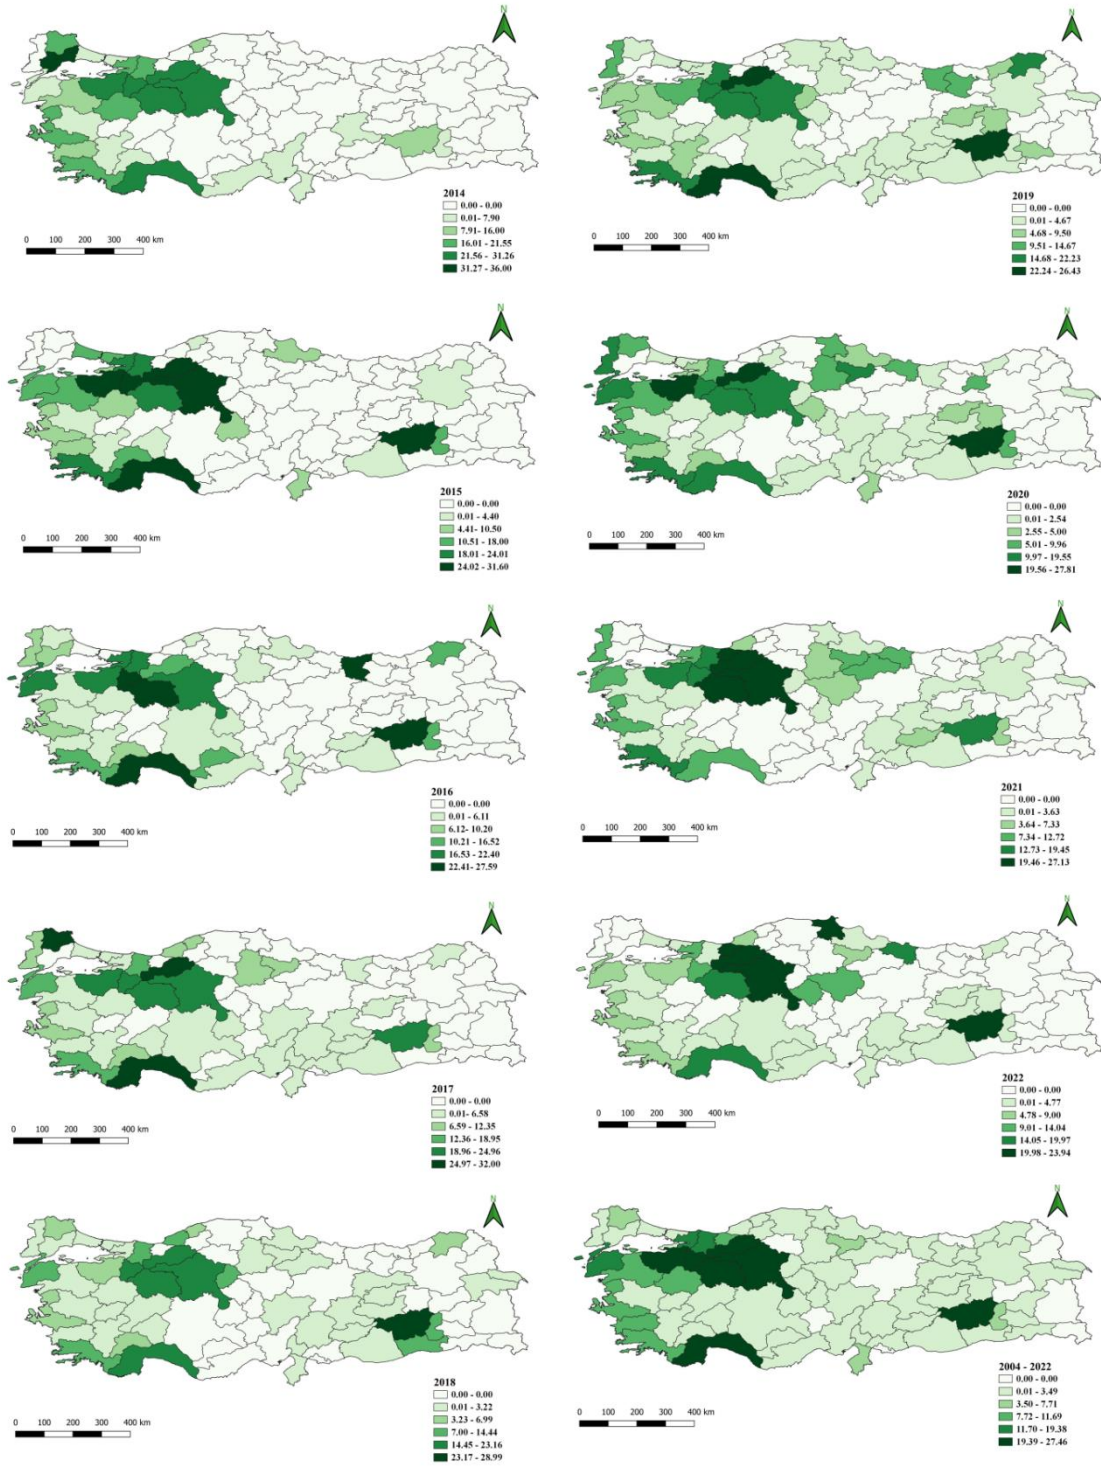 N
2014
0.00 - 0.00
0.01- 7.90
7.91- 16.00
16.01 - 21.55
21.56 - 31.26
31.27 - 36.00
0 100 200 300 400 km
N
2019
0.00 - 0.00
0.01 - 4.67
4.68 - 9.50
9.51 - 14.67
14.68 - 22.23
22.24 - 26.43
0 100 200 300 400 km
N
2015
0.00 - 0.00
0.01 - 4.40
4.41- 10.50
10.51 - 18.00
18.01 - 24.01
24.02 - 31.60
0 100 200 300 400 km
N
2020
0.00 - 0.00
0.01 - 2.54
2.55 - 5.00
5.01 - 9.96
9.97 - 19.55
19.56 - 27.81
0 100 200 300 400 km
N
2016
0.00 - 0.00
0.01 - 6.11
6.12- 10.20
10.21 - 16.52
16.53 - 22.40
22.41 - 27.59
0 100 200 300 400 km
N
2021
0.00 - 0.00
0.01 - 3.63
3.64 - 7.33
7.34 - 12.72
12.73 - 19.45
19.46 - 27.13
0 100 200 300 400 km
N
2017
0.00 - 0.00
0.01- 6.58
6.59 - 12.35
12.36 - 18.95
18.96 - 24.96
24.97 - 32.00
0 100 200 300 400 km
N
2022
0.00 - 0.00
0.01 - 4.77
4.78 - 9.00
9.01 - 14.04
14.05 - 19.97
19.98 - 23.94
0 100 200 300 400 km
N
2018
0.00 - 0.00
0.01 - 3.22
3.23 - 6.99
7.00 - 14.44
14.45 - 23.16
23.17 - 28.99
0 100 200 300 400 km
N
2004 - 2022
0.00 - 0.00
0.01 - 3.49
3.50 - 7.71
7.72 - 11.69
11.70 - 19.38
19.39 - 27.46
0 100 200 300 400 km